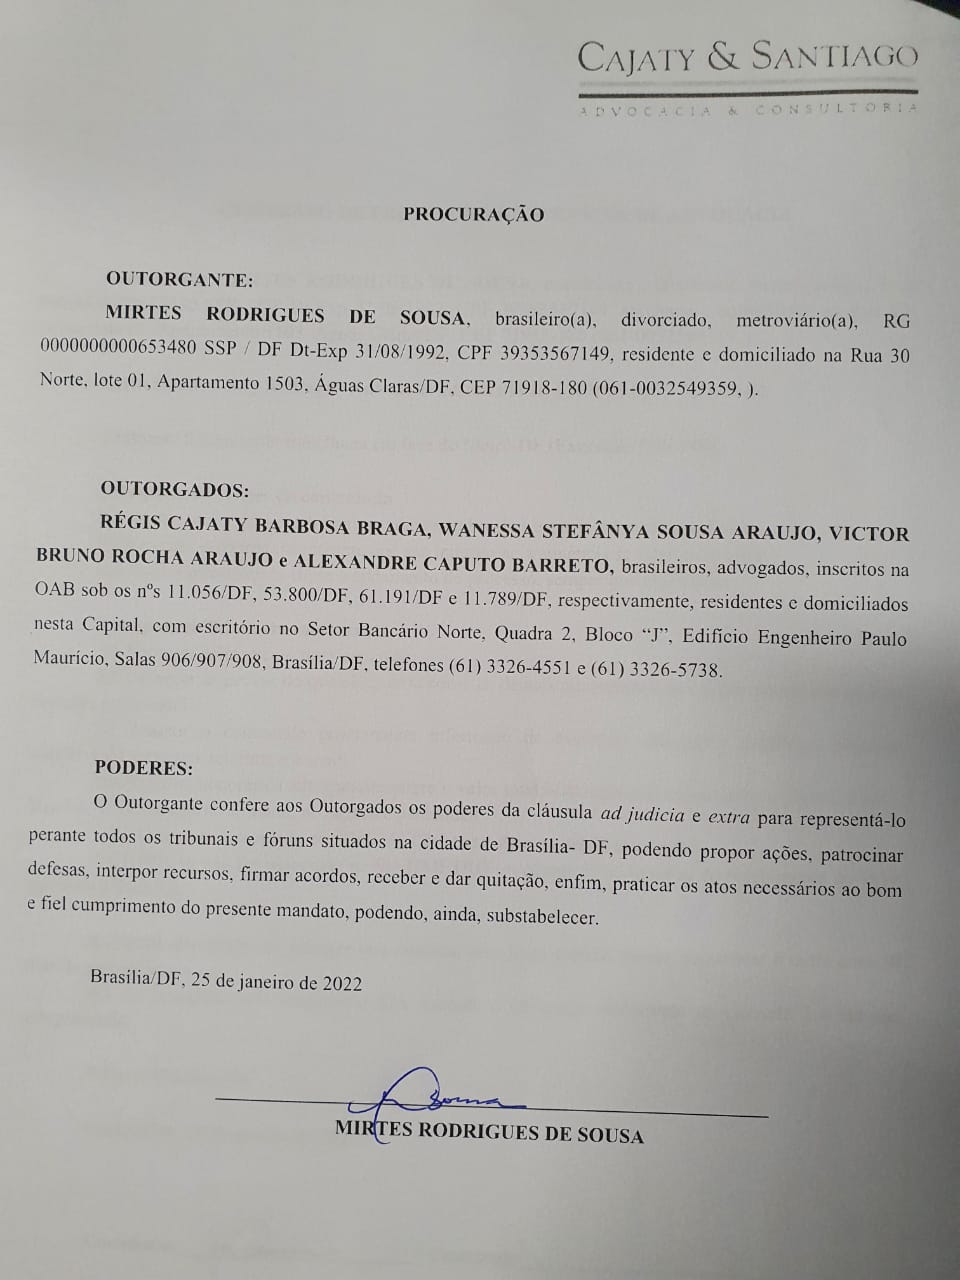 CAJATY & SANTIAGO
ADVOCACIA & CONSULTORIA
PROCURAÇÃO
OUTORGANTE:
MIRTES RODRIGUES DE SOUSA, brasileiro(a), divorciado, metroviário(a), RG
0000000000653480 SSP / DF Dt-Exp 31/08/1992, CPF 39353567149, residente e domiciliado na Rua 30
Norte, lote 01, Apartamento 1503, Águas Claras/DF, CEP 71918-180 (061-0032549359, ).
OUTORGADOS:
RÉGIS CAJATY BARBOSA BRAGA, WANESSA STEFÂNYA SOUSA ARAUJO, VICTOR
BRUNO ROCHA ARAUJO e ALEXANDRE CAPUTO BARRETO, brasileiros, advogados, inscritos na
OAB sob os nºs 11.056/DF, 53.800/DF, 61.191/DF e 11.789/DF, respectivamente, residentes e domiciliados
nesta Capital, com escritório no Setor Bancário Norte, Quadra 2, Bloco “J”, Edifício Engenheiro Paulo
Maurício, Salas 906/907/908, Brasília/DF, telefones (61) 3326-4551 e (61) 3326-5738.
PODERES:
O Outorgante confere aos Outorgados os poderes da cláusula ad judicia e extra para representá-lo
perante todos os tribunais e fóruns situados na cidade de Brasília- DF, podendo propor ações, patrocinar
defesas, interpor recursos, firmar acordos, receber e dar quitação, enfim, praticar os atos necessários ao bom
e fiel cumprimento do presente mandato, podendo, ainda, substabelecer.
Brasília/DF, 25 de janeiro de 2022
Sousa
MIRTES RODRIGUES DE SOUSA